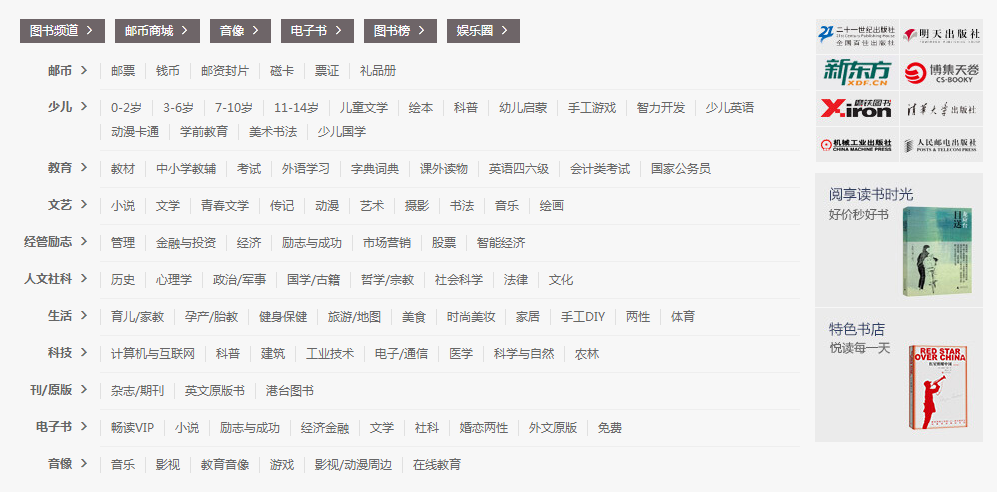 图书频道 邮币商城 音像 电子书 图书榜 娱乐圈
邮币 邮票 钱币 邮资封片 磁卡 票证 礼品册
少儿 0-2岁 3-6岁 7-10岁 11-14岁 儿童文学 绘本 科普 幼儿启蒙 手工游戏 智力开发 少儿英语
动漫卡通 学前教育 美术书法 少儿国学
教育 教材 中小学教辅 考试 外语学习 字典词典 课外读物 英语四六级 会计类考试 国家公务员
文艺 小说 文学 青春文学 传记 动漫 艺术 摄影 书法 音乐 绘画
经管励志 管理 金融与投资 经济 励志与成功 市场营销 股票 智能经济
人文社科 历史 心理学 政治/军事 国学/古籍 哲学/宗教 社会科学 法律 文化
生活 育儿/家教 孕产/胎教 健身保健 旅游/地图 美食 时尚美妆 家居 手工DIY 两性 体育
科技 计算机与互联网 科普 建筑 工业技术 电子/通信 医学 科学与自然 农林
刊/原版 杂志/期刊 英文原版书 港台图书
电子书 畅读VIP 小说 励志与成功 经济金融 文学 社科 婚恋两性 外文原版 免费
音像 音乐 影视 教育音像 游戏 影视/动漫周边 在线教育
21 二十一世纪出版社
21st Century Publishing House
全国百佳出版社
明天出版社
TOMORROW PUBLISHING HOUSE
新东方
XDF.CN
博集天卷
CS-BOOKY
磨铁图书
Xiron
清华大学出版社
机械工业出版社
CHINA MACHINE PRESS
人民邮电出版社
POSTS & TELECOM PRESS
阅享读书时光
好价秒好书
目送
特色书店
悦读每一天
RED STAR
OVER CHINA